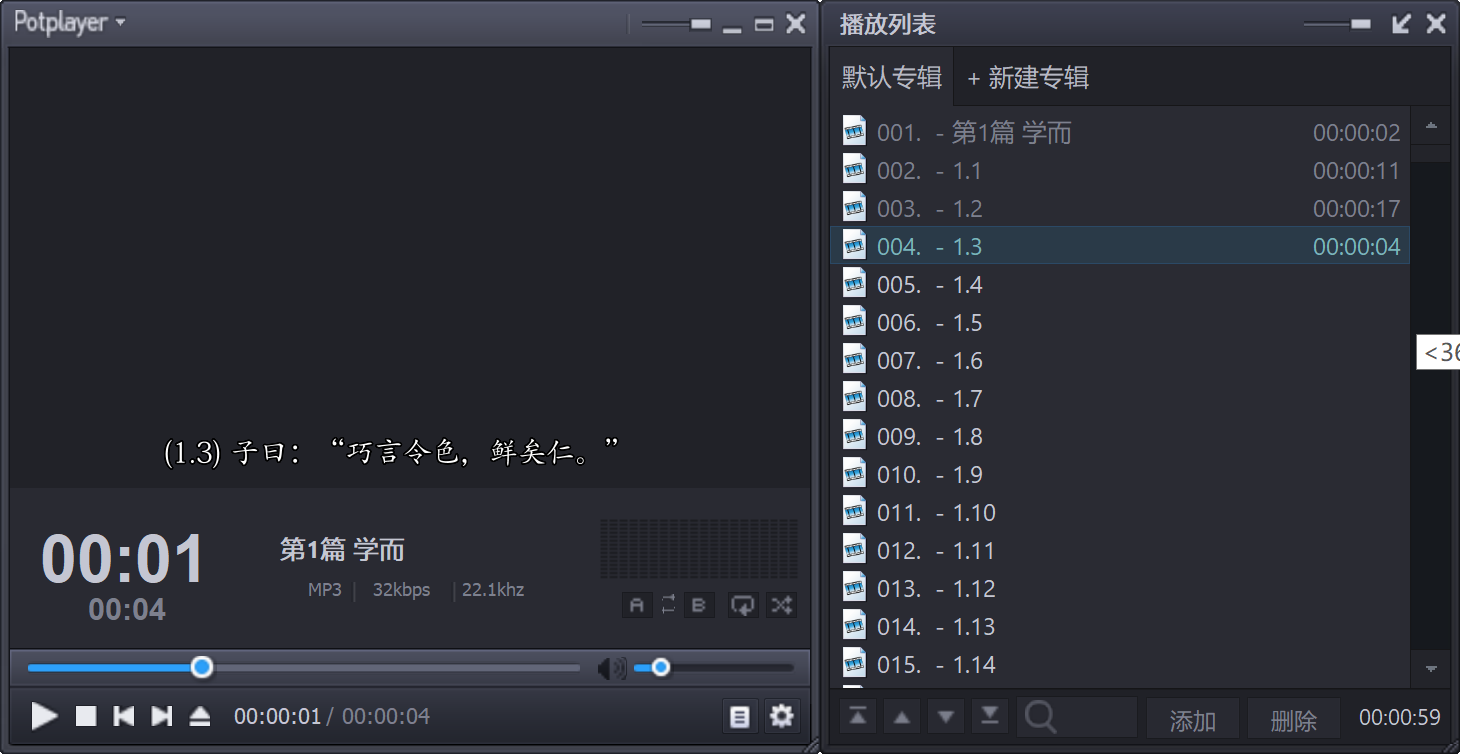 Potplayer
(1.3) 子曰：“巧言令色，鲜矣仁。”
00:01
00:04
第1篇 学而
MP3 | 32kbps | 22.1khz
A B
00:00:01 / 00:00:04
播放列表
默认专辑 + 新建专辑
001. - 第1篇 学而 00:00:02
002. - 1.1 00:00:11
003. - 1.2 00:00:17
004. - 1.3 00:00:04
005. - 1.4
006. - 1.5
<36
007. - 1.6
008. - 1.7
009. - 1.8
010. - 1.9
011. - 1.10
012. - 1.11
013. - 1.12
014. - 1.13
015. - 1.14
添加 删除 00:00:59